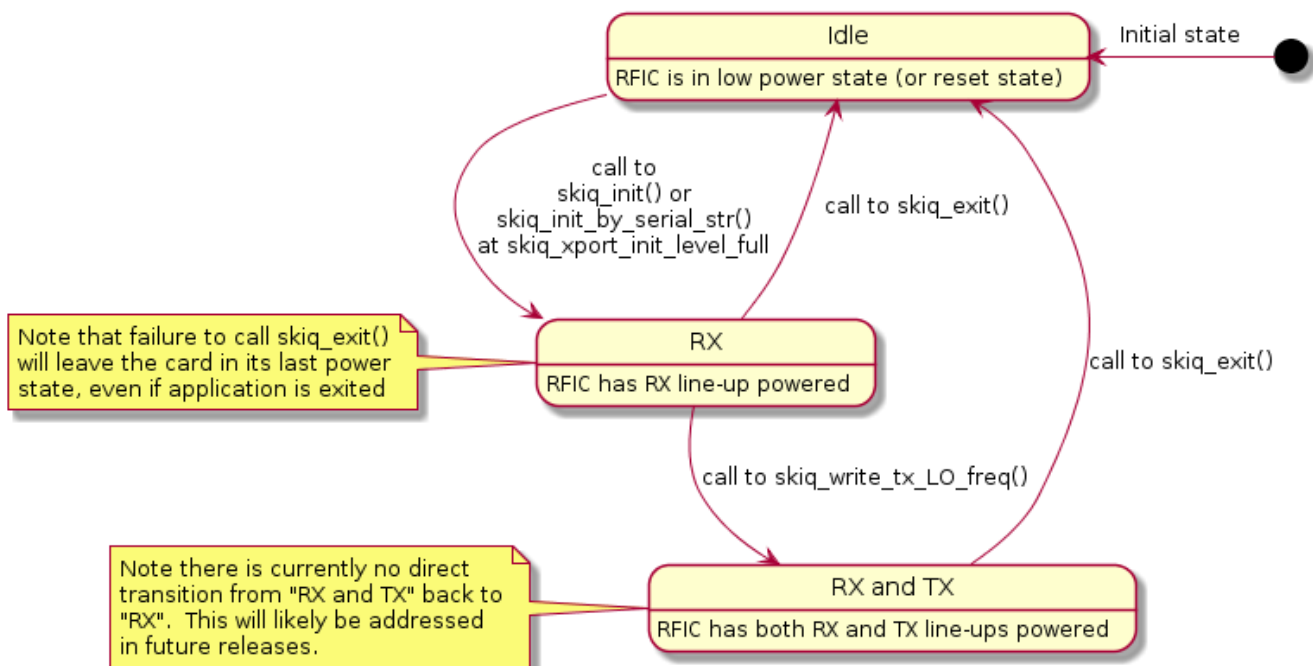 Idle
RFIC is in low power state (or reset state)
Initial state
call to
skiq_init() or
skiq_init_by_serial_str()
at skiq_xport_init_level_full
call to skiq_exit()
Note that failure to call skiq_exit()
will leave the card in its last power
state, even if application is exited
RX
RFIC has RX line-up powered
call to skiq_exit()
call to skiq_write_tx_LO_freq()
Note there is currently no direct
transition from "RX and TX" back to
"RX".  This will likely be addressed
in future releases.
RX and TX
RFIC has both RX and TX line-ups powered